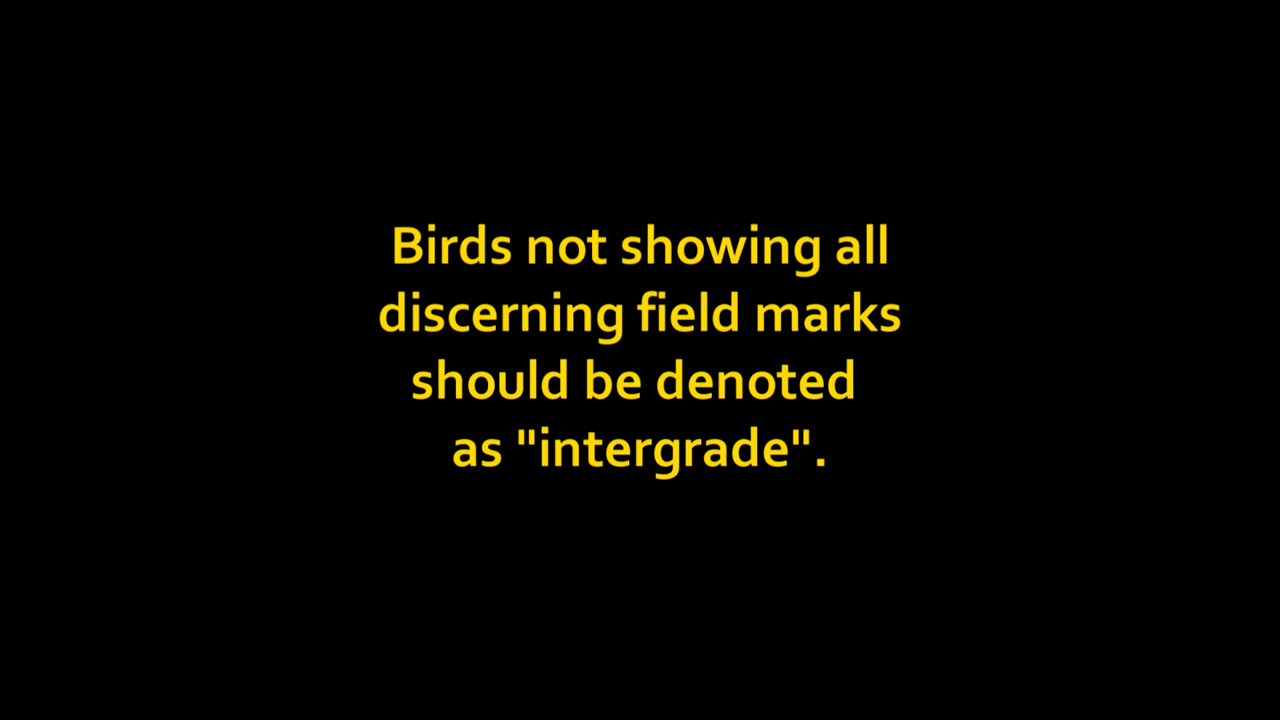 Birds not showing all
discerning field marks
should be denoted
as "intergrade".